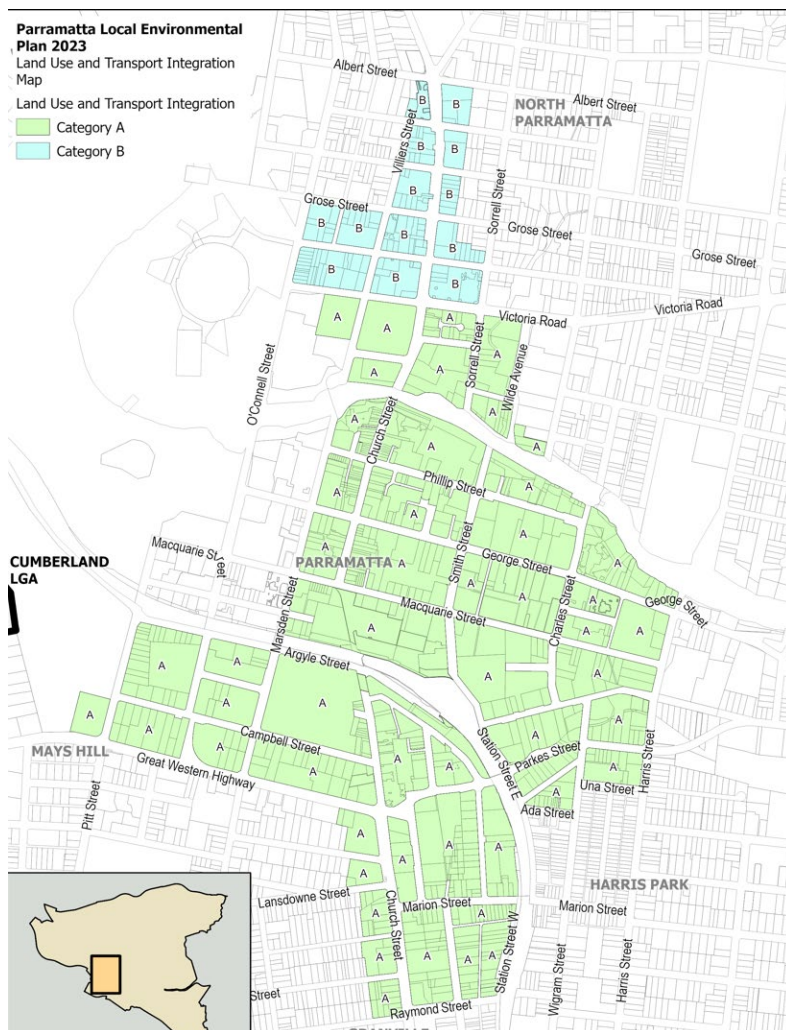 Parramatta Local Environmental
Plan 2023
Land Use and Transport Integration
Map
Land Use and Transport Integration
Category A
Category B
Albert Street
Albert Street
NORTH
PARRAMATTA
B
B
Villiers Street
B
B
B
B
Sorrell Street
Grose Street
B
B
B
B
Grose Street
Grose Street
B
B
B
Victoria Road
Victoria Road
A
A
A
O'Connell Street
Sorrell Street
A
A
A
Wilde Avenue
A
A
A
Church Street
A
Phillip Street
A
A
A
Smith Street
A
A
CUMBERLAND
LGA
Macquarie Street
PARRAMATTA
A
A
George Street
A
A
A
Charles Street
A
George Street
A
Macquarie Street
Marsden Street
A
A
A
Argyle Street
A
A
A
A
A
A
A
Campbell Street
A
A
Station Street E
Parkes Street
Harris Street
MAYS HILL
A
A
A
A
A
A
Great Western Highway
Una Street
A
Ada Street
Pitt Street
A
A
A
A
A
HARRIS PARK
Lansdowne Street
Church Street
Marion Street
Marion Street
A
A
A
A
A
A
A
Station Street W
Wigram Street
Harris Street
Street
A
Raymond Street